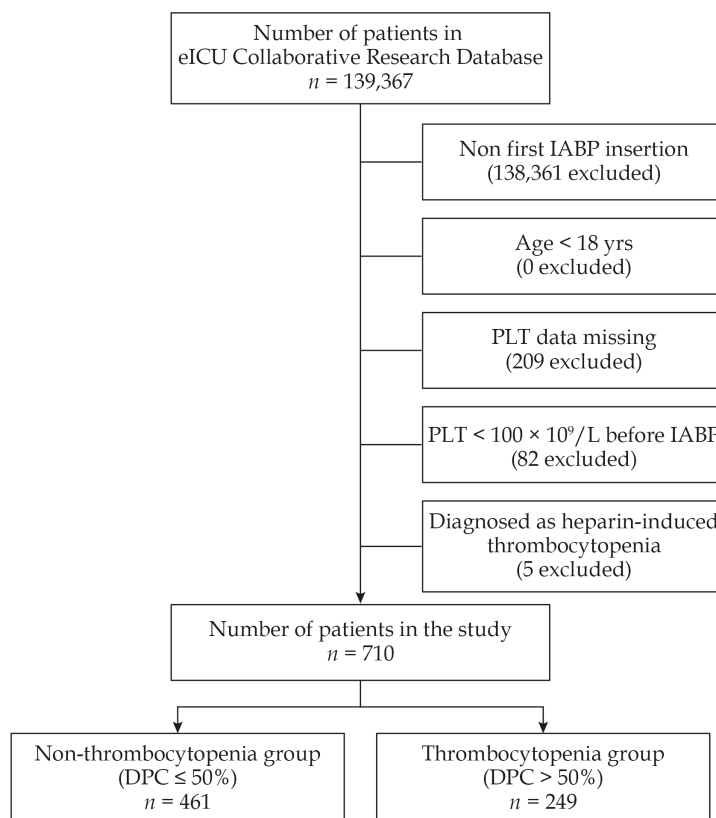 Number of patients in
eICU Collaborative Research Database
n = 139,367
Non first IABP insertion
(138,361 excluded)
Age < 18 yrs
(0 excluded)
PLT data missing
(209 excluded)
PLT < 100 × 10⁹/L before IABP
(82 excluded)
Diagnosed as heparin-induced
thrombocytopenia
(5 excluded)
Number of patients in the study
n = 710
Non-thrombocytopenia group
(DPC ≤ 50%)
n = 461
Thrombocytopenia group
(DPC > 50%)
n = 249